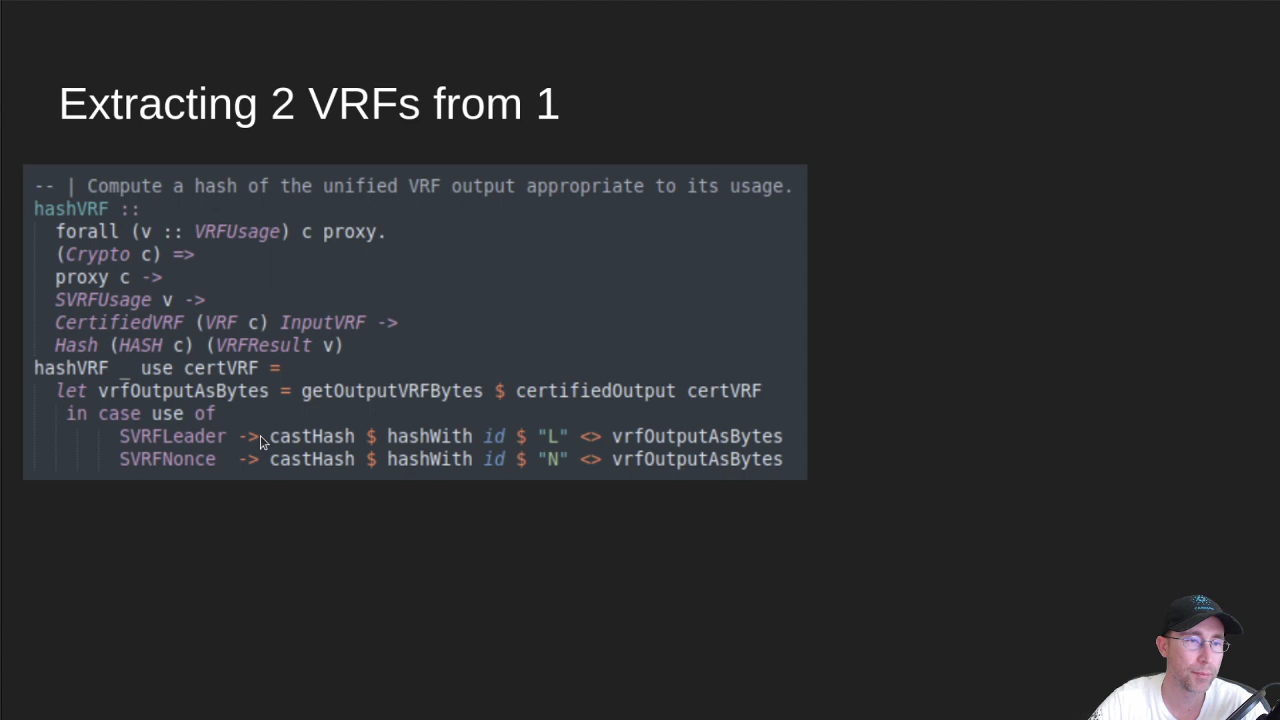 Extracting 2 VRFs from 1
-- | Compute a hash of the unified VRF output appropriate to its usage.
hashVRF ::
forall (v :: VRFUsage) c proxy.
(Crypto c) =>
proxy c ->
SVRFUsage v ->
CertifiedVRF (VRF c) InputVRF ->
Hash (HASH c) (VRFResult v)
hashVRF _ use certVRF =
let vrfOutputAsBytes = getOutputVRFBytes $ certifiedOutput certVRF
in case use of
SVRFLeader -> castHash $ hashWith id $ "L" <> vrfOutputAsBytes
SVRFNonce -> castHash $ hashWith id $ "N" <> vrfOutputAsBytes